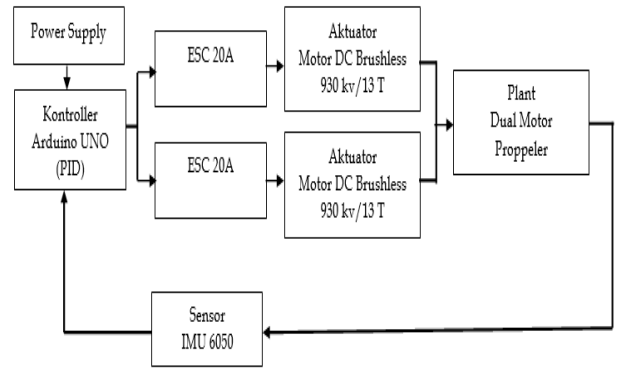 Power Supply
Kontroller
Arduino UNO
(PID)
ESC 20A
Aktuator
Motor DC Brushless
930 kv/13 T
ESC 20A
Aktuator
Motor DC Brushless
930 kv/13 T
Plant
Dual Motor
Proppeler
Sensor
IMU 6050